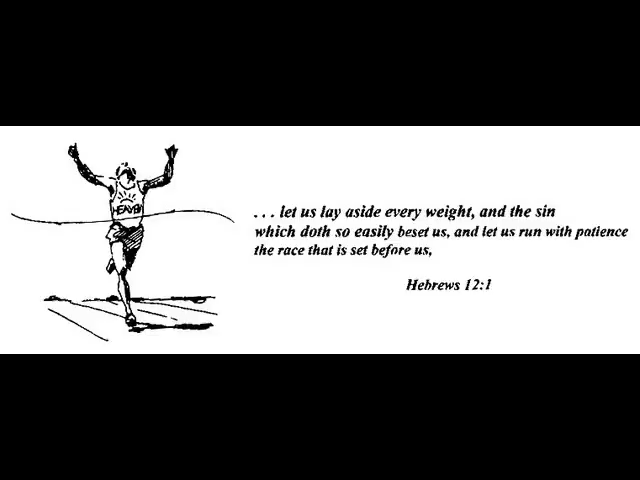 HEAVEN
. . . let us lay aside every weight, and the sin
which doth so easily beset us, and let us run with patience
the race that is set before us,
Hebrews 12:1